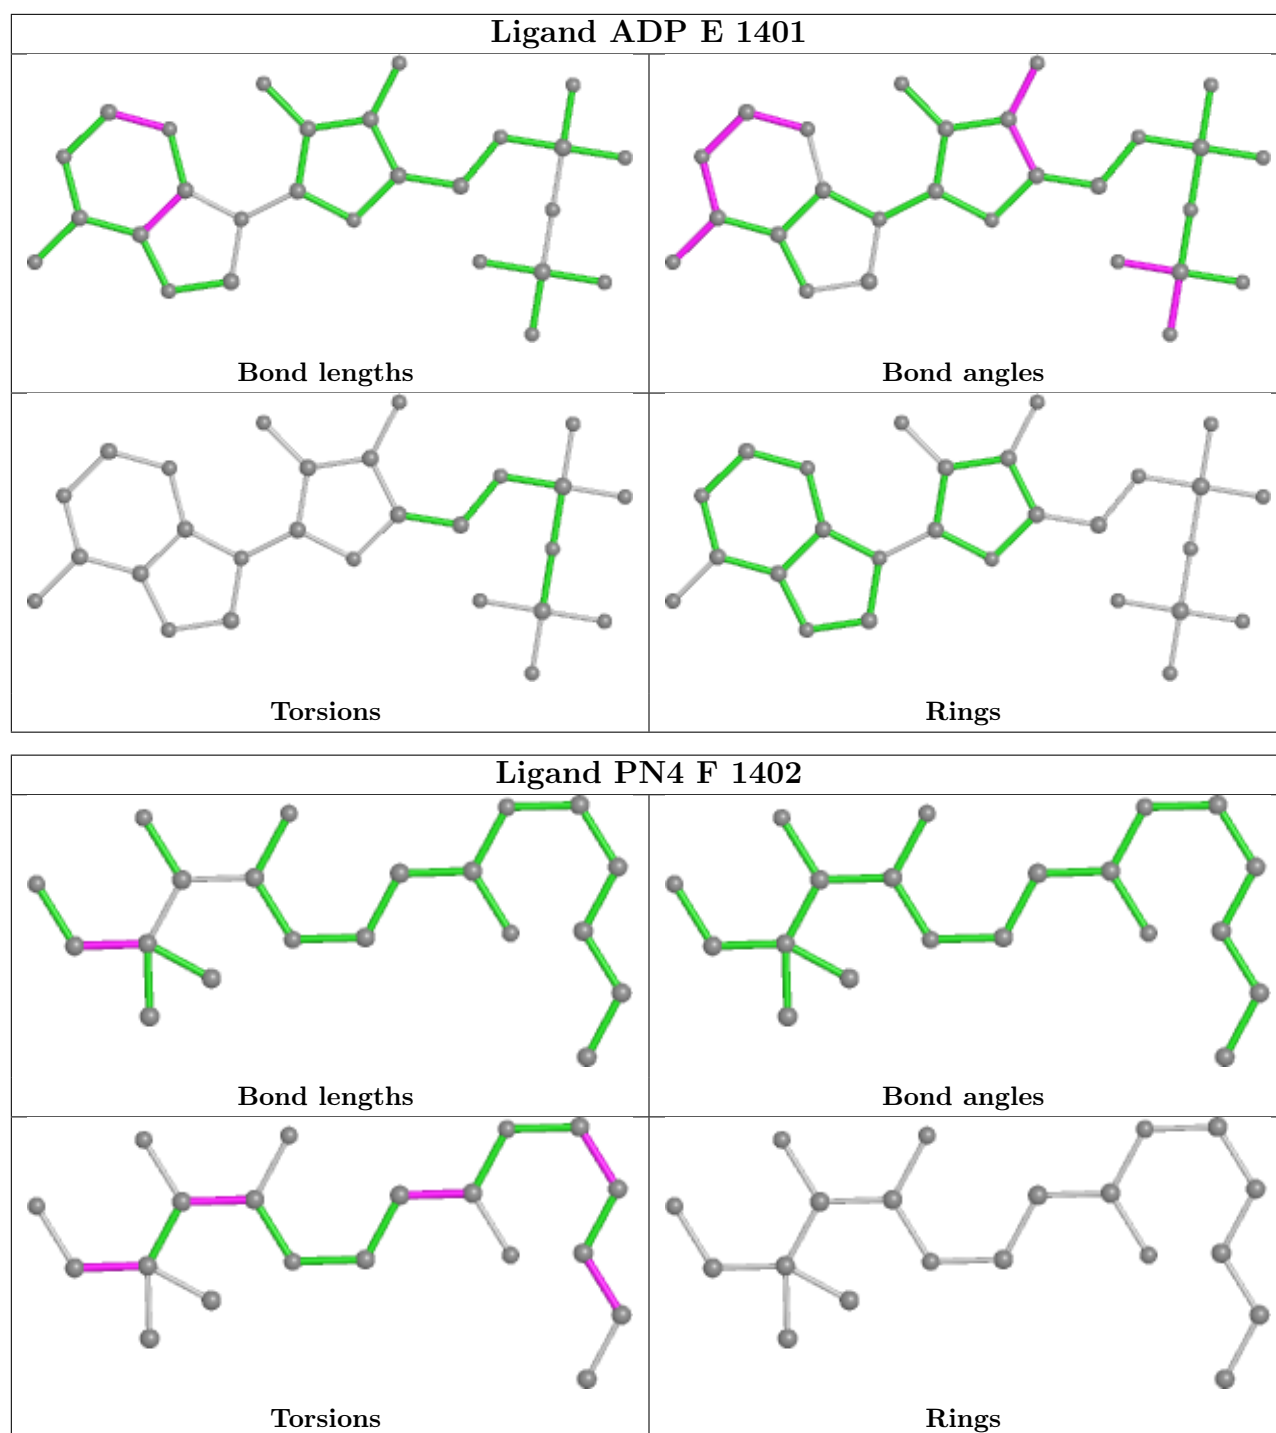 Ligand ADP E 1401
Bond lengths
Bond angles
Torsions
Rings
Ligand PN4 F 1402
Bond lengths
Bond angles
Torsions
Rings